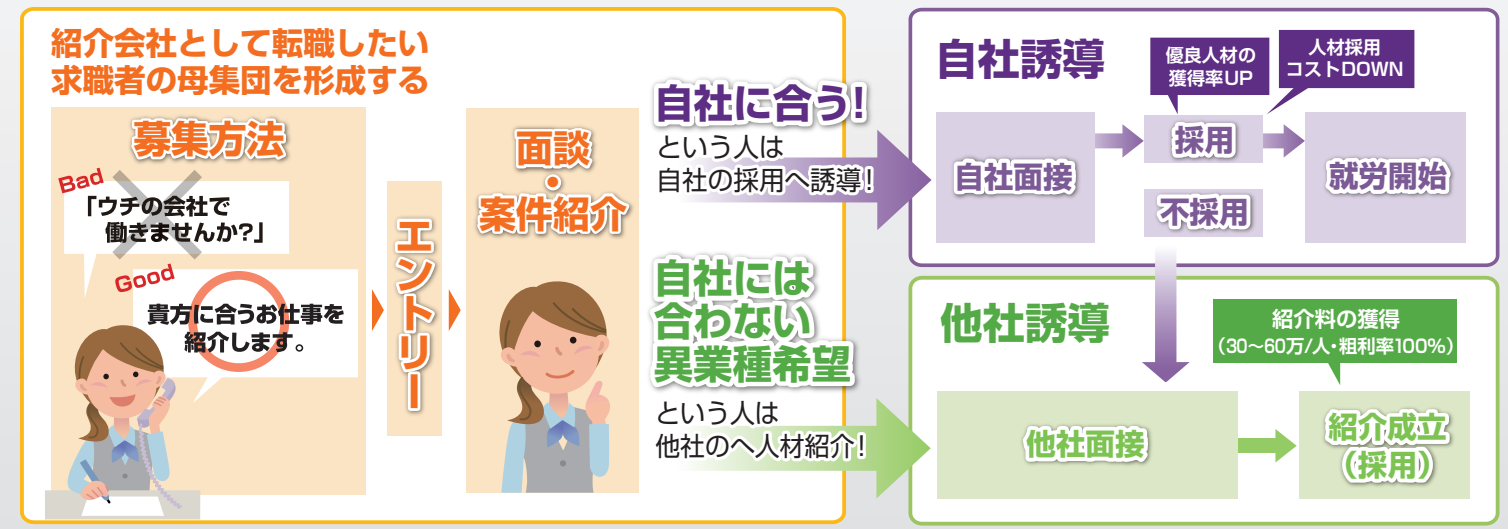 紹介会社として転職したい
求職者の母集団を形成する
募集方法
Bad
「ウチの会社で
働きませんか?」
Good
貴方に合うお仕事を
紹介します。
エントリー
面談
・
案件紹介
自社に合う!
という人は
自社の採用へ誘導!
自社には
合わない
異業種希望
という人は
他社のへ人材紹介!
自社誘導
優良人材の
獲得率UP
人材採用
コストDOWN
自社面接
採用
不採用
就労開始
他社誘導
紹介料の獲得
(30〜60万/人・粗利率100%)
他社面接
紹介成立
(採用)